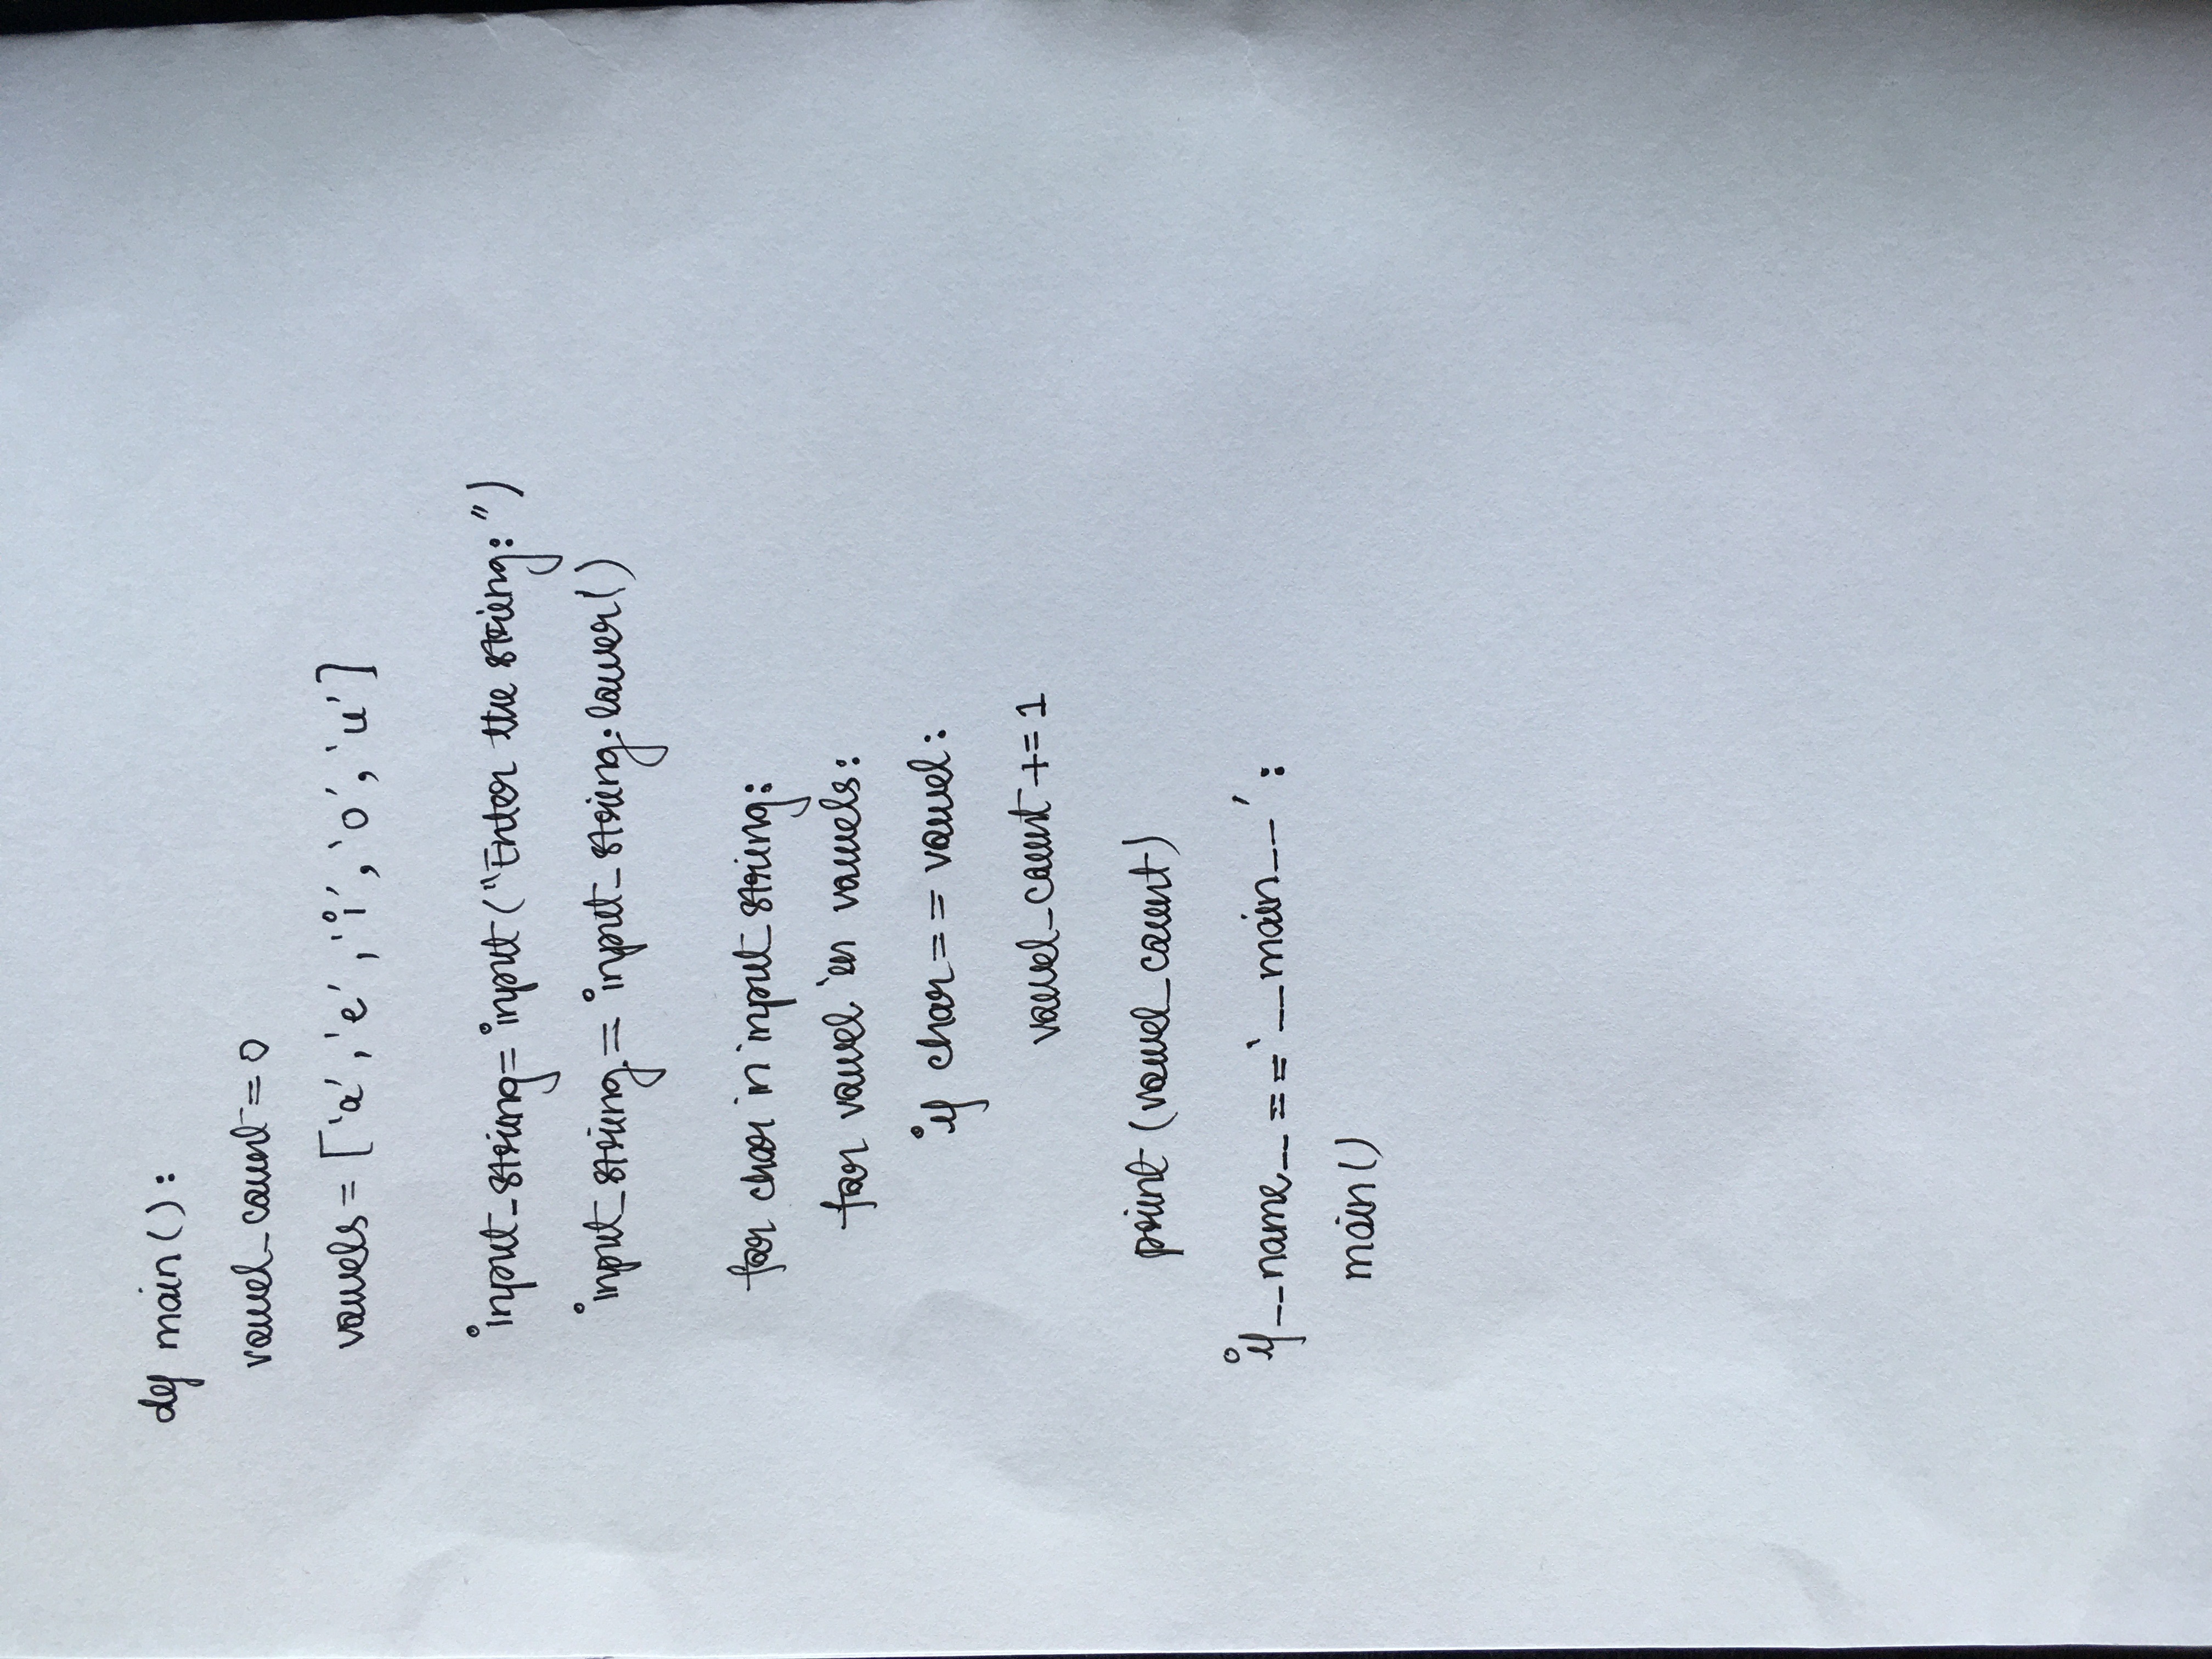 def main():
vowel_count = 0
vowels = ['a', 'e', 'i', 'o', 'u']
input_string = input("Enter the string: ")
input_string = input_string.lower()
for char in input_string:
for vowel in vowels:
if char == vowel:
vowel_count += 1
print (vowel_count)
if __name__ == '__main__':
main()